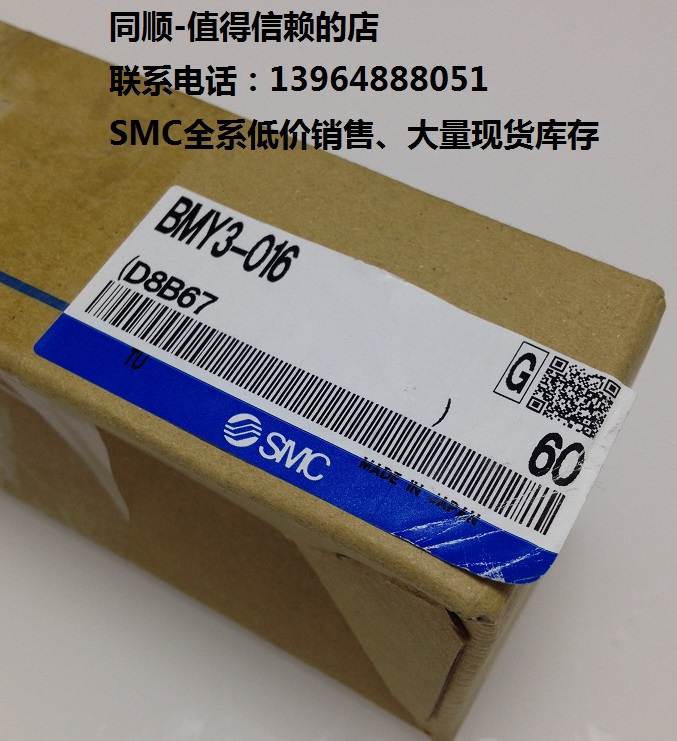 同顺-值得信赖的店
联系电话：13964888051
SMC全系低价销售、大量现货库存
BMY3-016
(D8B67
G
YU
)
60
SMC
MADE IN JAPAN